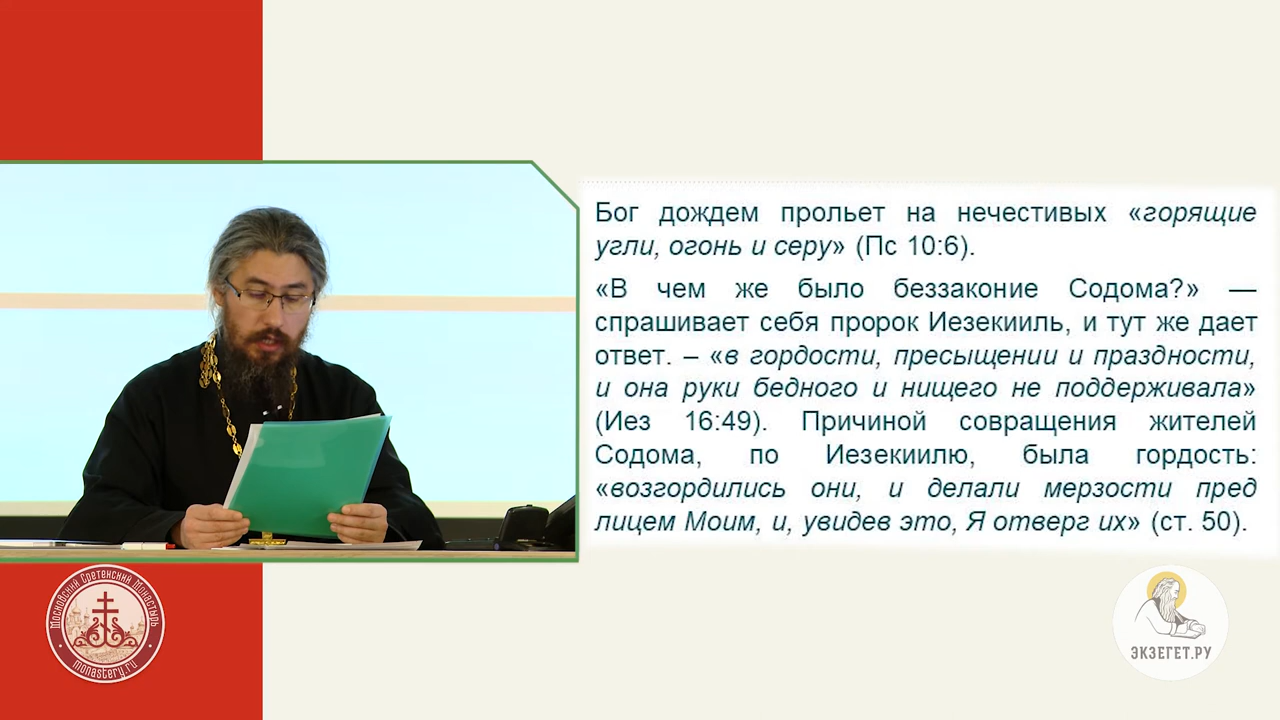 Бог дождем прольет на нечестивых «горящие
угли, огонь и серу» (Пс 10:6).
«В чем же было беззаконие Содома?» —
спрашивает себя пророк Иезекииль, и тут же дает
ответ. – «в гордости, пресыщении и праздности,
и она руки бедного и нищего не поддерживала»
(Иез 16:49). Причиной совращения жителей
Содома, по Иезекиилю, была гордость:
«возгордились они, и делали мерзости пред
лицем Моим, и, увидев это, Я отверг их» (ст. 50).
Московский Сретенский Монастырь
monastery.ru
ЭКЗЕГЕТ.РУ